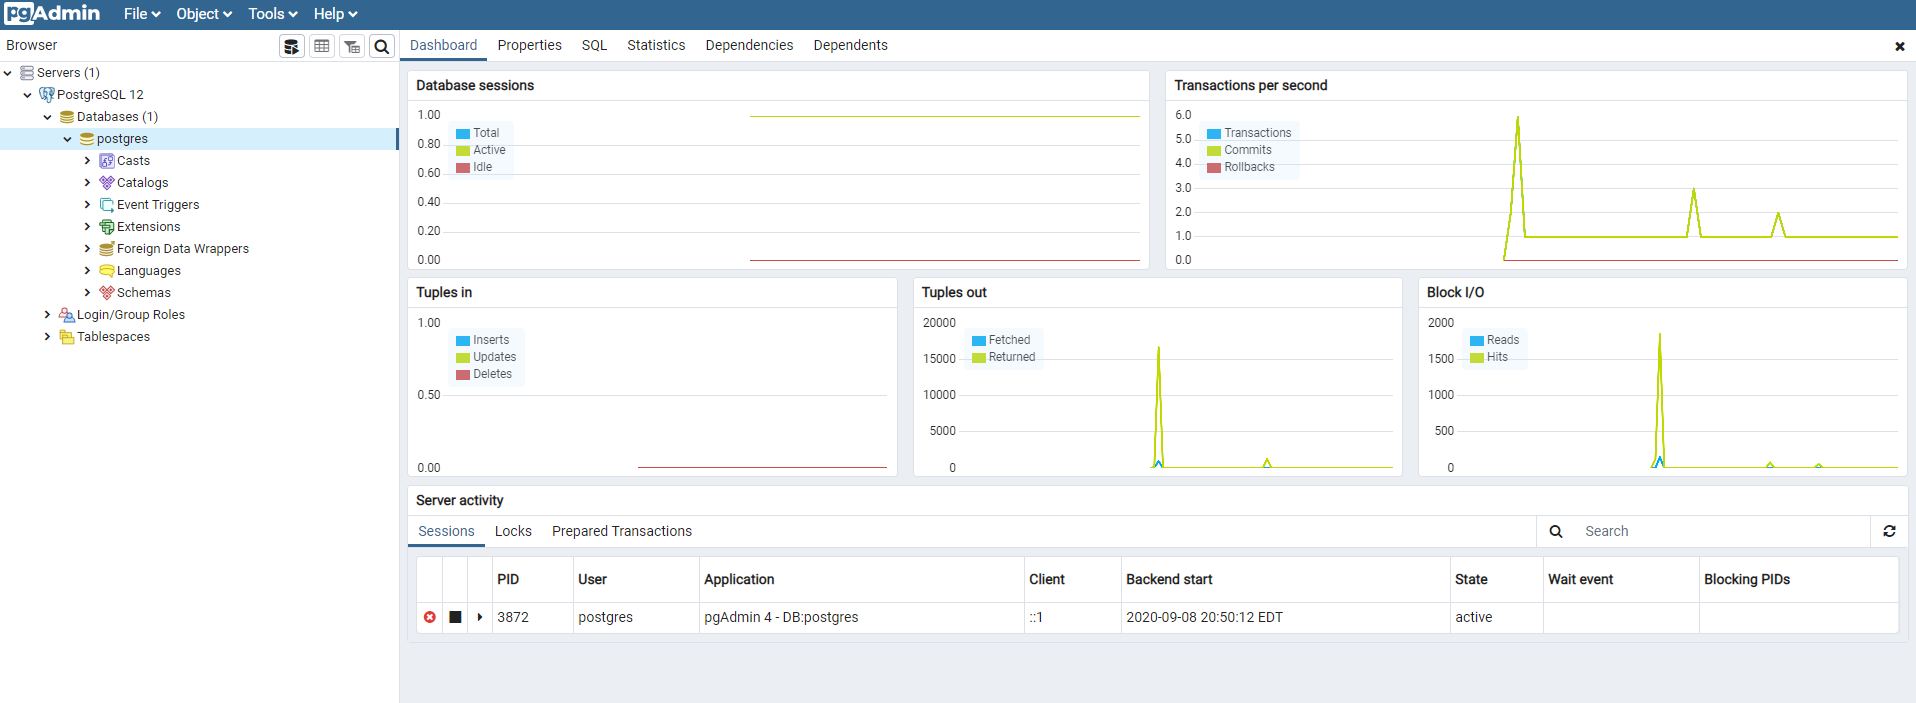 pgAdmin File Object Tools Help
Browser
Dashboard Properties SQL Statistics Dependencies Dependents
Servers (1)
PostgreSQL 12
Databases (1)
postgres
Casts
Catalogs
Event Triggers
Extensions
Foreign Data Wrappers
Languages
Schemas
Login/Group Roles
Tablespaces
Database sessions
1.00
0.80
0.60
0.40
0.20
0.00
Total
Active
Idle
Transactions per second
6.0
5.0
4.0
3.0
2.0
1.0
0.0
Transactions
Commits
Rollbacks
Tuples in
1.00
0.50
0.00
Inserts
Updates
Deletes
Tuples out
20000
15000
10000
5000
0
Fetched
Returned
Block I/O
2000
1500
1000
500
0
Reads
Hits
Server activity
Sessions Locks Prepared Transactions Search
PID User Application Client Backend start State Wait event Blocking PIDs
3872 postgres pgAdmin 4 - DB:postgres ::1 2020-09-08 20:50:12 EDT active